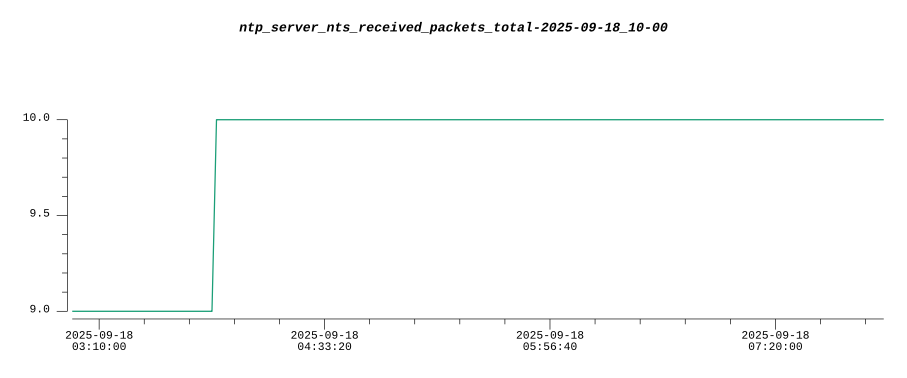 ntp_server_nts_received_packets_total-2025-09-18_10-00
10.0
9.5
9.0
2025-09-18 2025-09-18 2025-09-18 2025-09-18
03:10:00 04:33:20 05:56:40 07:20:00